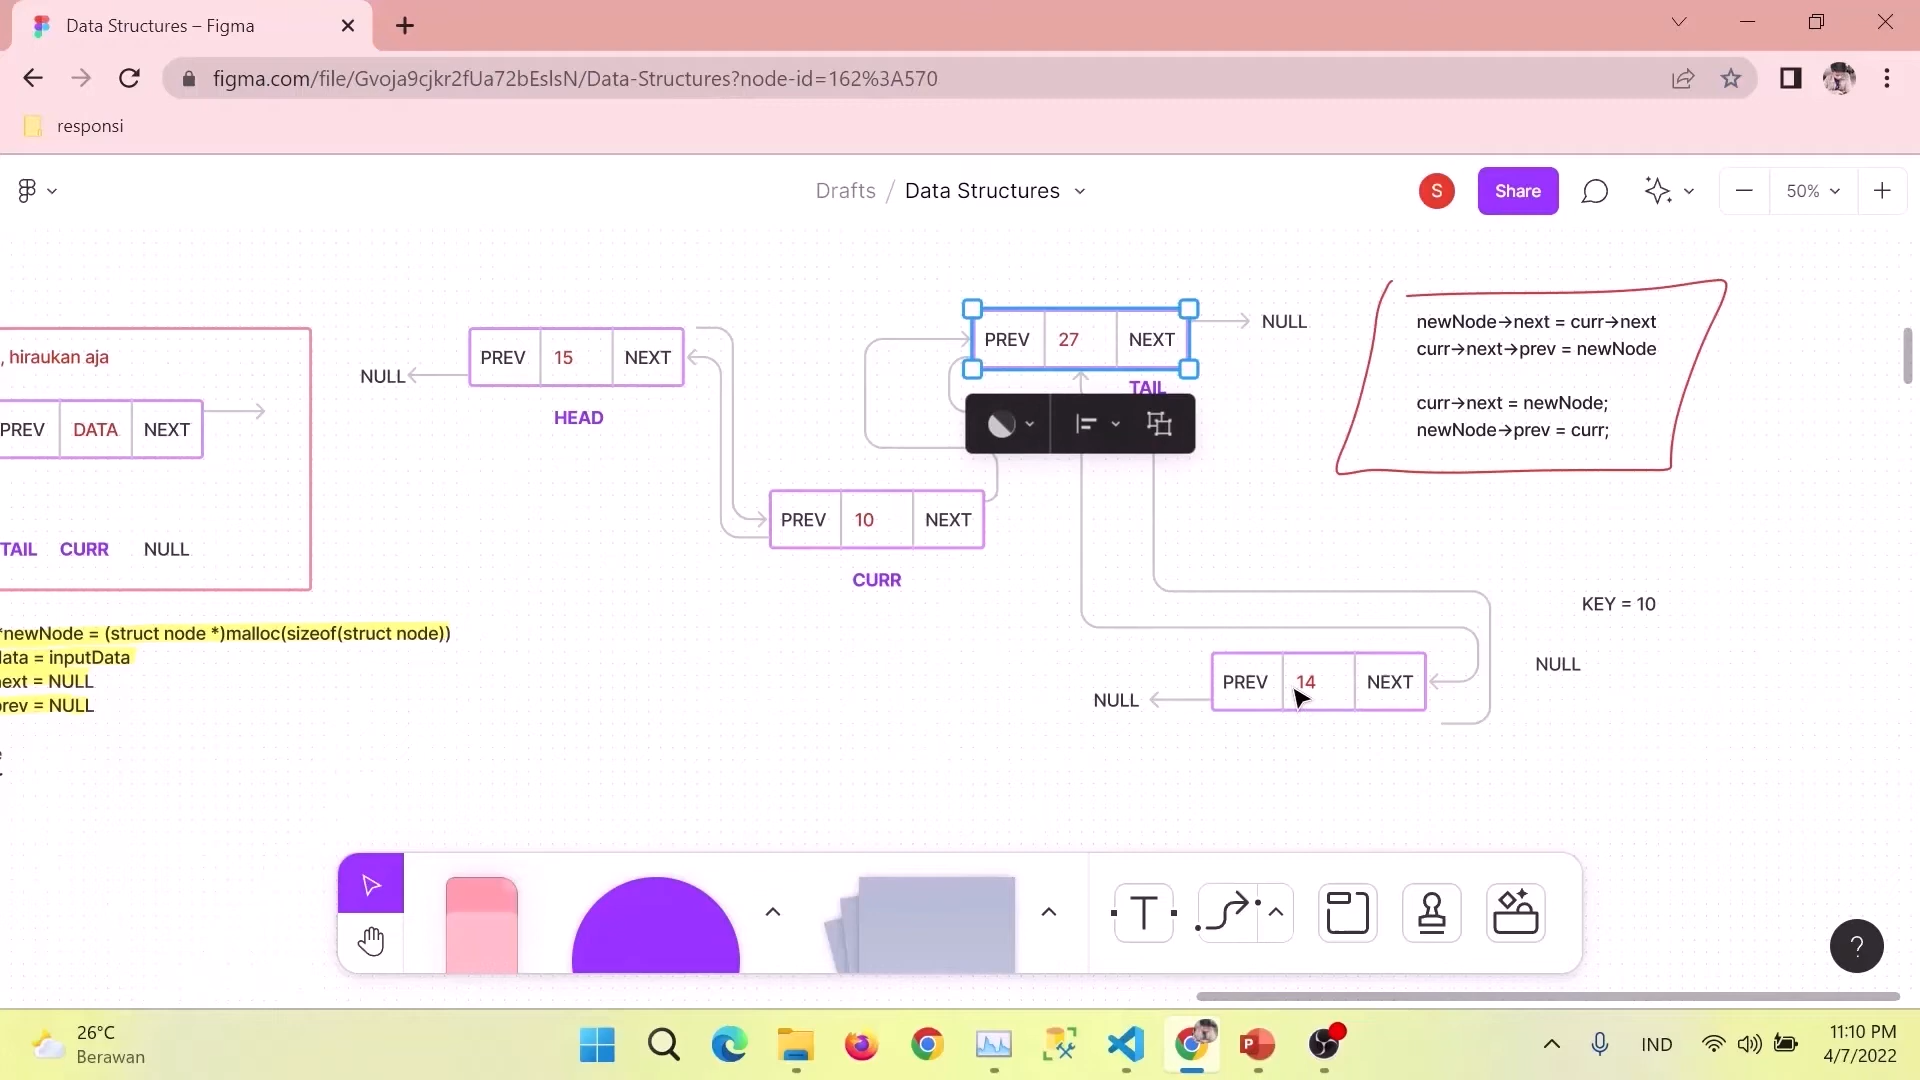 Data Structures – Figma
figma.com/file/Gvoja9cjkr2fUa72bEslsN/Data-Structures?node-id=162%3A570
responsi
Drafts / Data Structures
S
Share
50%
, hiraukan aja
PREV DATA NEXT
TAIL CURR NULL
*newNode = (struct node *)malloc(sizeof(struct node))
data = inputData
next = NULL
prev = NULL
NULL
PREV 15 NEXT
HEAD
PREV 10 NEXT
CURR
PREV 27 NEXT
NULL
TAIL
newNode→next = curr→next
curr→next→prev = newNode
curr→next = newNode;
newNode→prev = curr;
KEY = 10
NULL
NULL
PREV 14 NEXT
T
?
26°C
Berawan
P
IND
11:10 PM
4/7/2022